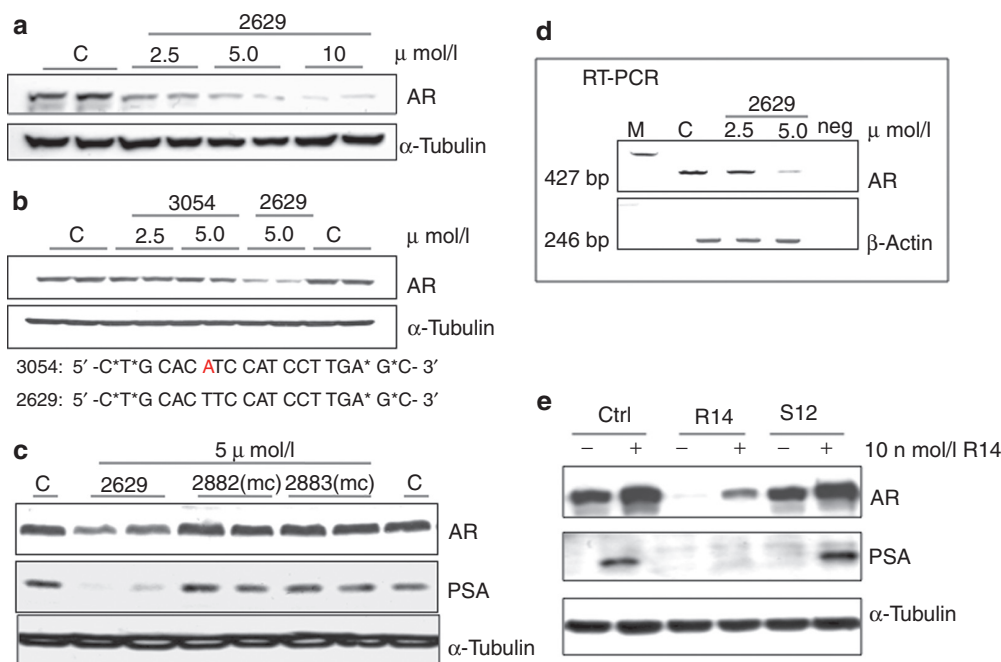 a
2629
C 2.5 5.0 10 μ mol/l
AR
α-Tubulin
b
3054 2629
C 2.5 5.0 5.0 C μ mol/l
AR
α-Tubulin
3054: 5′ -C*T*G CAC ATC CAT CCT TGA* G*C- 3′
2629: 5′ -C*T*G CAC TTC CAT CCT TGA* G*C- 3′
c
5 μ mol/l
C 2629 2882(mc) 2883(mc) C
AR
PSA
α-Tubulin
d
RT-PCR
2629
M C 2.5 5.0 neg μ mol/l
427 bp AR
246 bp β-Actin
e
Ctrl R14 S12
− + − + − + 10 n mol/l R14
AR
PSA
α-Tubulin